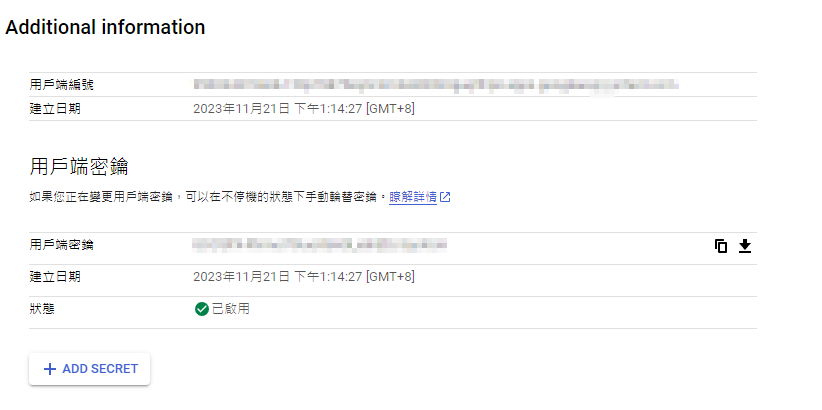 Additional information
用戶端編號
建立日期 2023年11月21日 下午1:14:27 [GMT+8]
用戶端密鑰
如果您正在變更用戶端密鑰，可以在不停機的狀態下手動輪替密鑰。瞭解詳情
用戶端密鑰
建立日期 2023年11月21日 下午1:14:27 [GMT+8]
狀態 已啟用
ADD SECRET